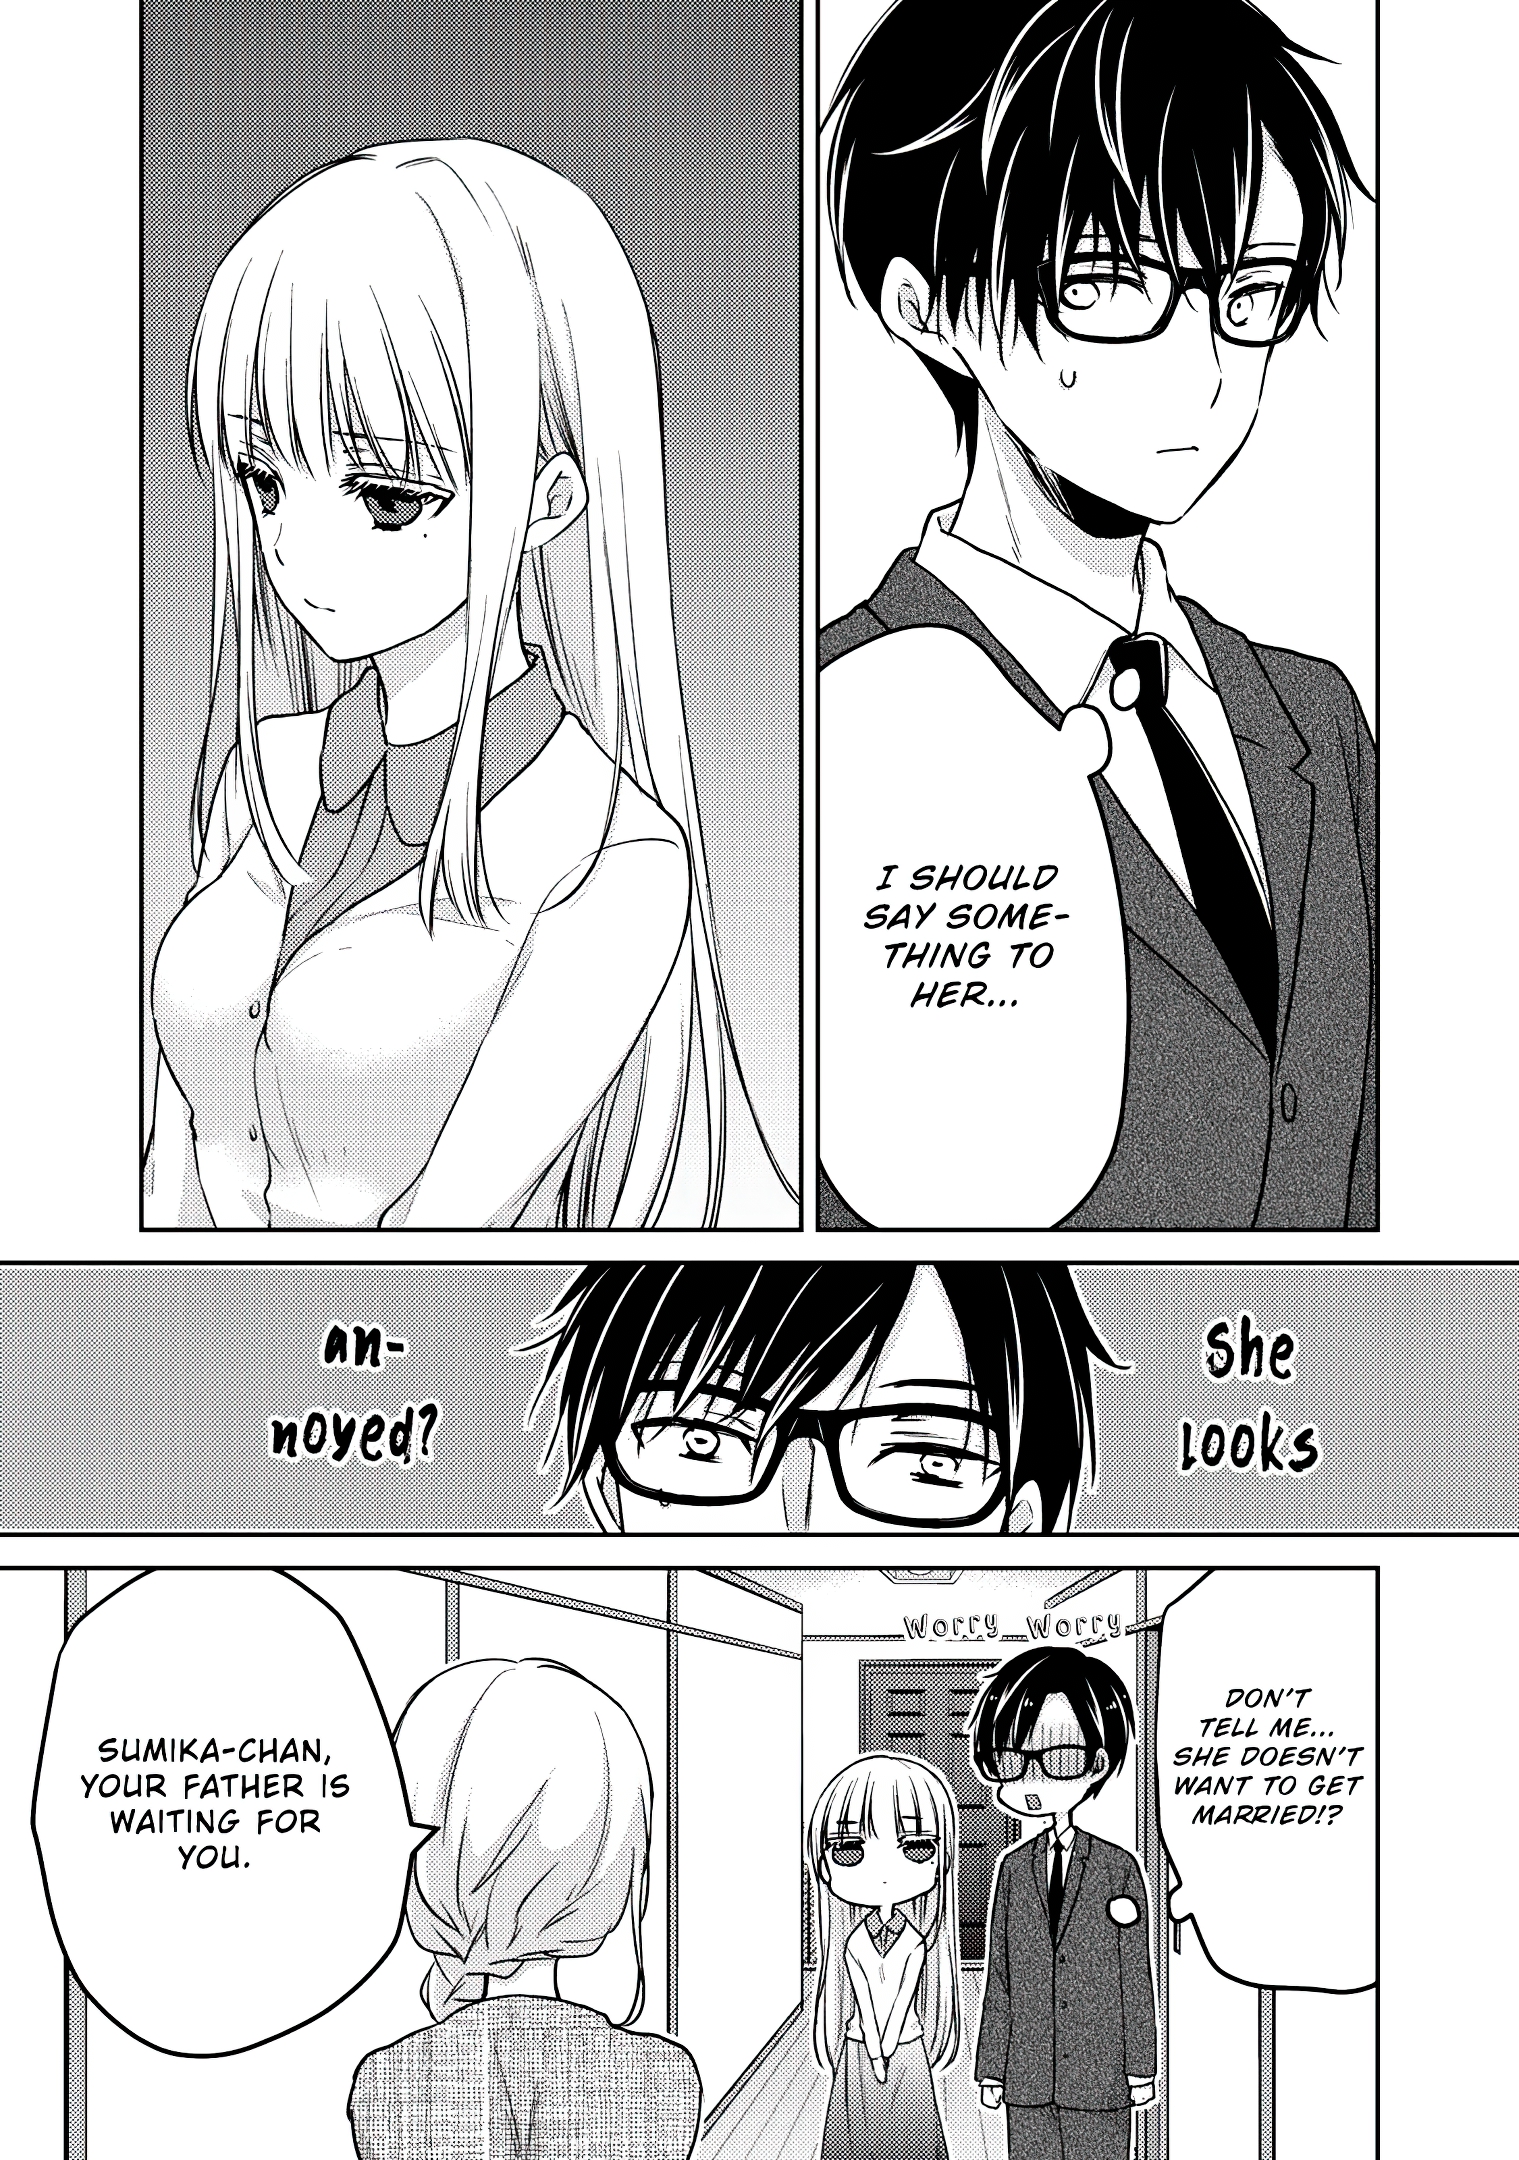 I SHOULD
SAY SOME-
THING TO
HER...
She
looks
an-
noyed?
Worry Worry
DON'T
TELL ME...
SHE DOESN'T
WANT TO GET
MARRIED!?
SUMIKA-CHAN,
YOUR FATHER IS
WAITING FOR
YOU.